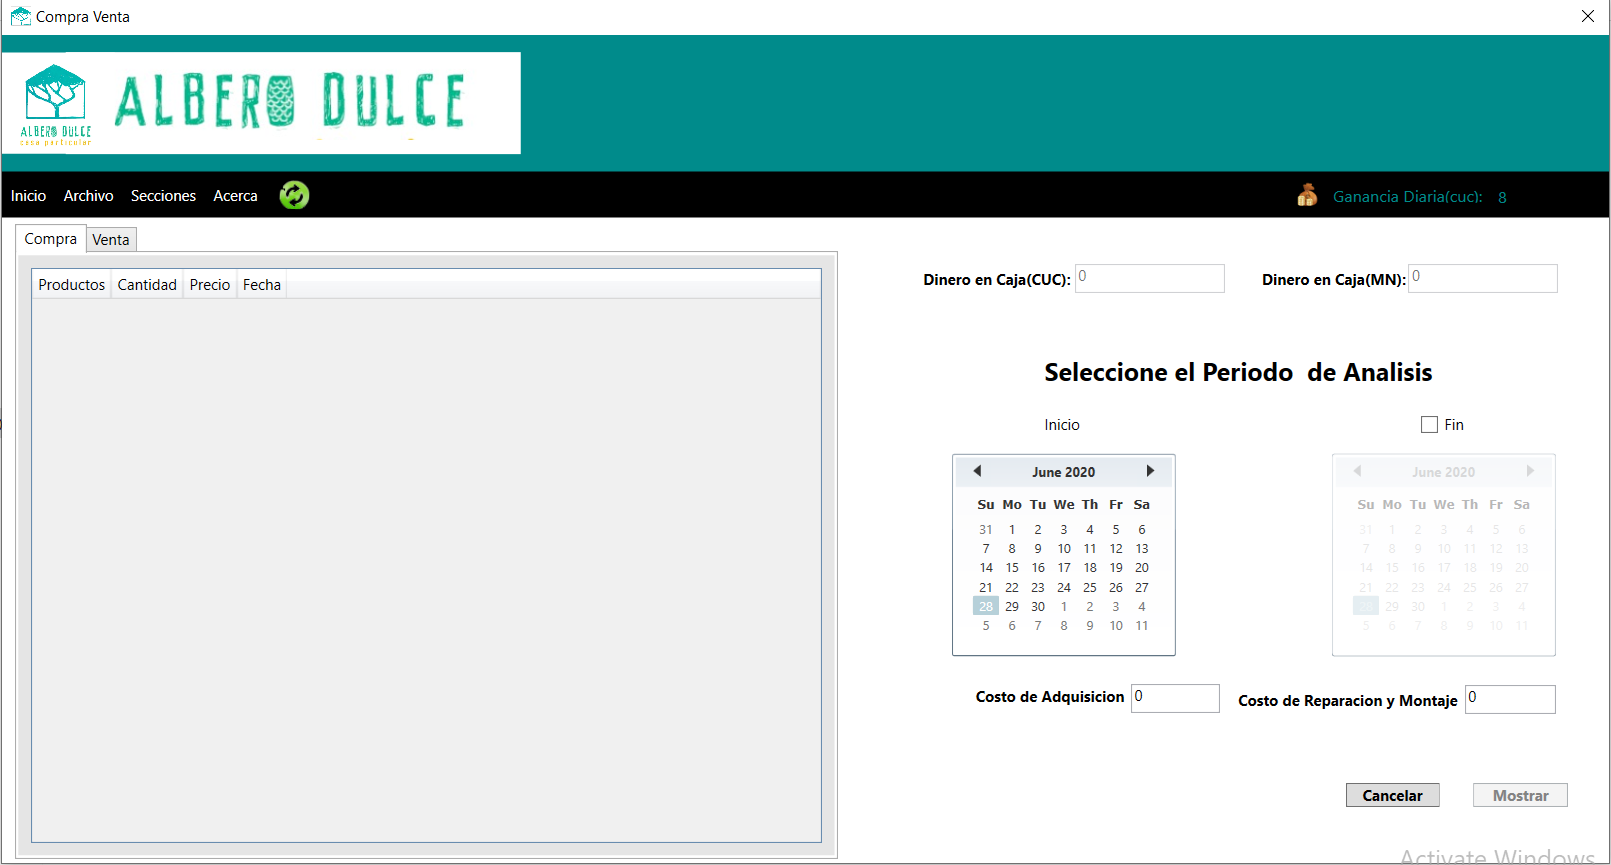 Compra Venta
ALBERO DULCE
ALBERO DULCE
casa particular
Inicio Archivo Secciones Acerca
Ganancia Diaria(cuc): 8
Compra Venta
Productos Cantidad Precio Fecha
Dinero en Caja(CUC): 0
Dinero en Caja(MN): 0
Seleccione el Periodo  de Analisis
Inicio
June 2020
Su Mo Tu We Th Fr Sa
31 1 2 3 4 5 6
7 8 9 10 11 12 13
14 15 16 17 18 19 20
21 22 23 24 25 26 27
28 29 30 1 2 3 4
5 6 7 8 9 10 11
Fin
June 2020
Su Mo Tu We Th Fr Sa
31 1 2 3 4 5 6
7 8 9 10 11 12 13
14 15 16 17 18 19 20
21 22 23 24 25 26 27
28 29 30 1 2 3 4
5 6 7 8 9 10 11
Costo de Adquisicion 0
Costo de Reparacion y Montaje 0
Cancelar
Mostrar
Activate Windows